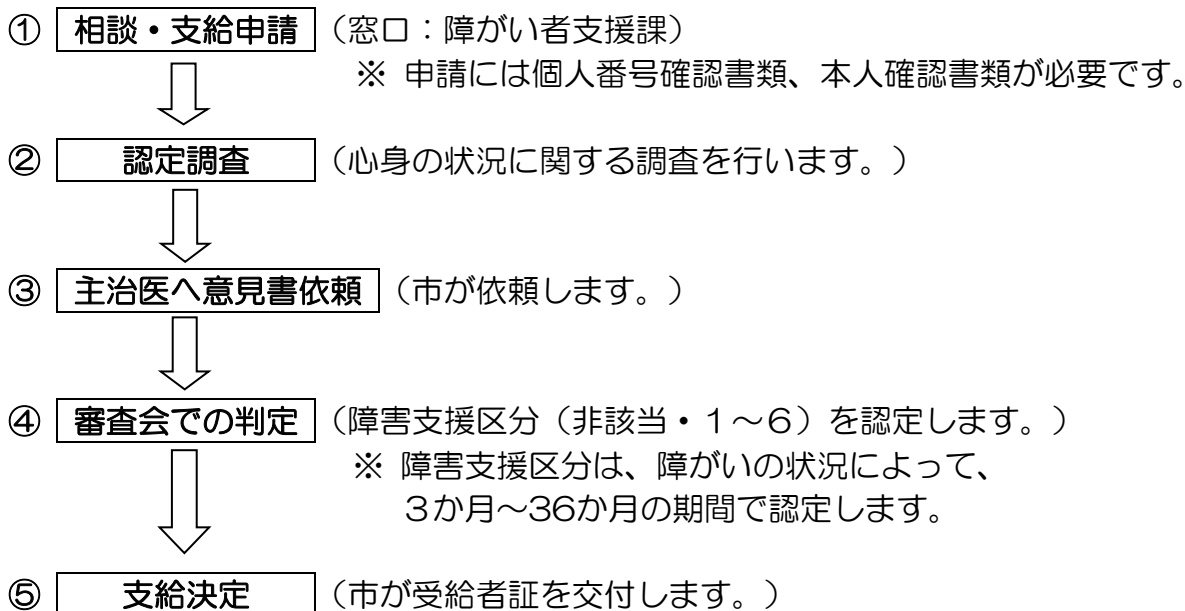 ① 相談・支給申請 （窓口：障がい者支援課）
※ 申請には個人番号確認書類、本人確認書類が必要です。
② 認定調査 （心身の状況に関する調査を行います。）
③ 主治医へ意見書依頼 （市が依頼します。）
④ 審査会での判定 （障害支援区分（非該当・１～６）を認定します。）
※ 障害支援区分は、障がいの状況によって、
３か月～36か月の期間で認定します。
⑤ 支給決定 （市が受給者証を交付します。）